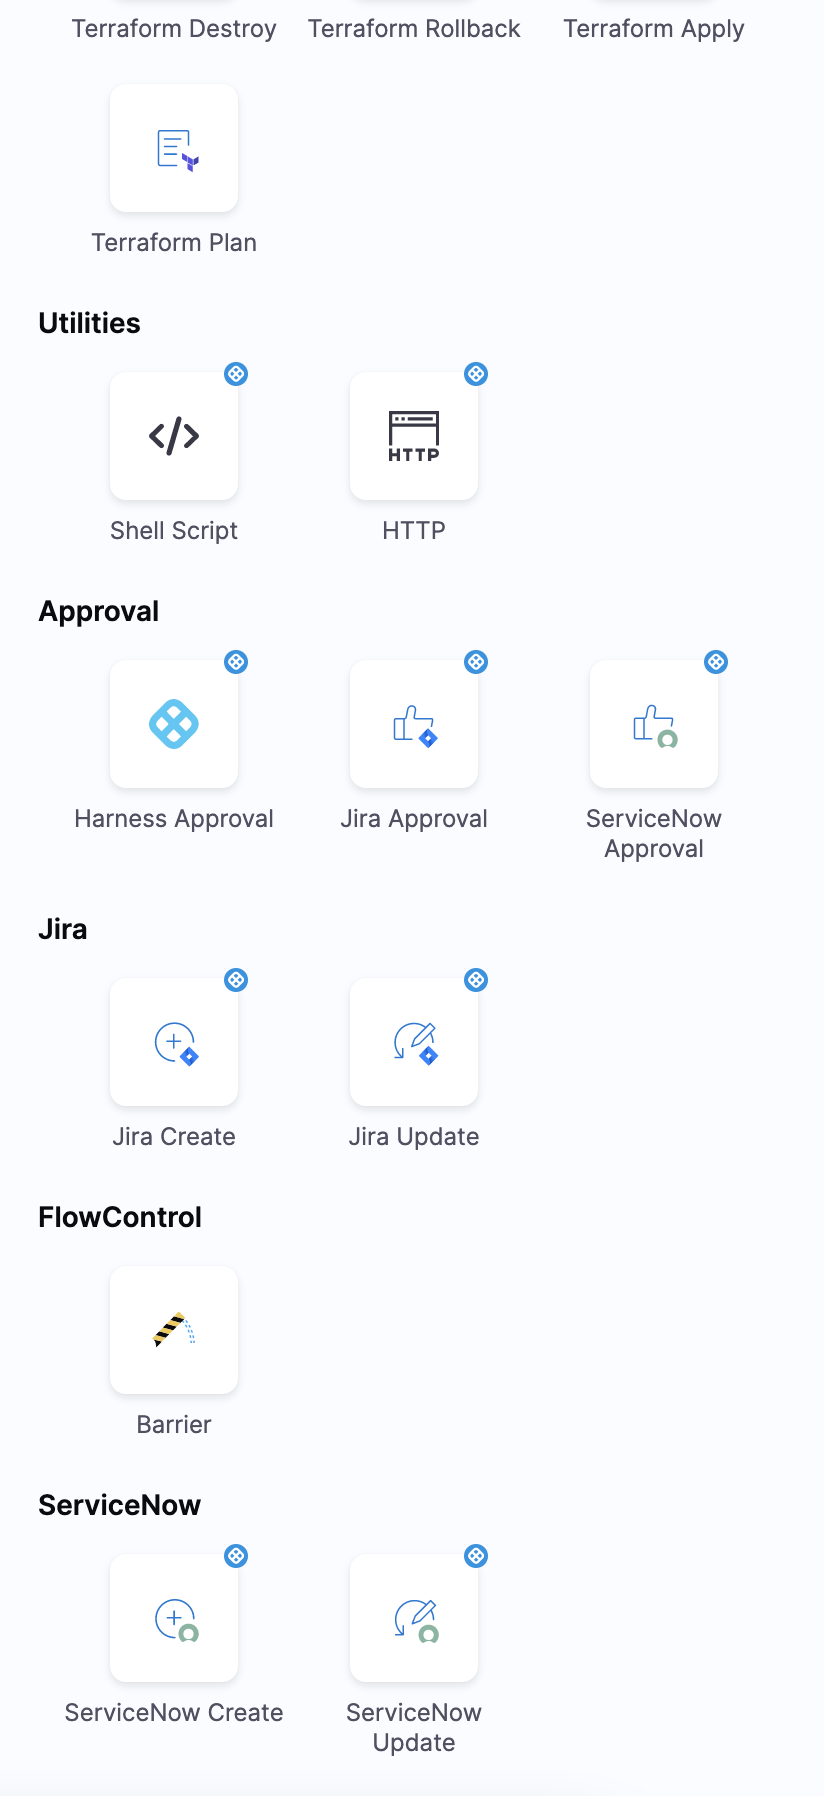 Terraform Destroy Terraform Rollback Terraform Apply
Terraform Plan
Utilities
HTTP
Shell Script HTTP
Approval
Harness Approval Jira Approval ServiceNow
Approval
Jira
Jira Create Jira Update
FlowControl
Barrier
ServiceNow
ServiceNow Create ServiceNow
Update